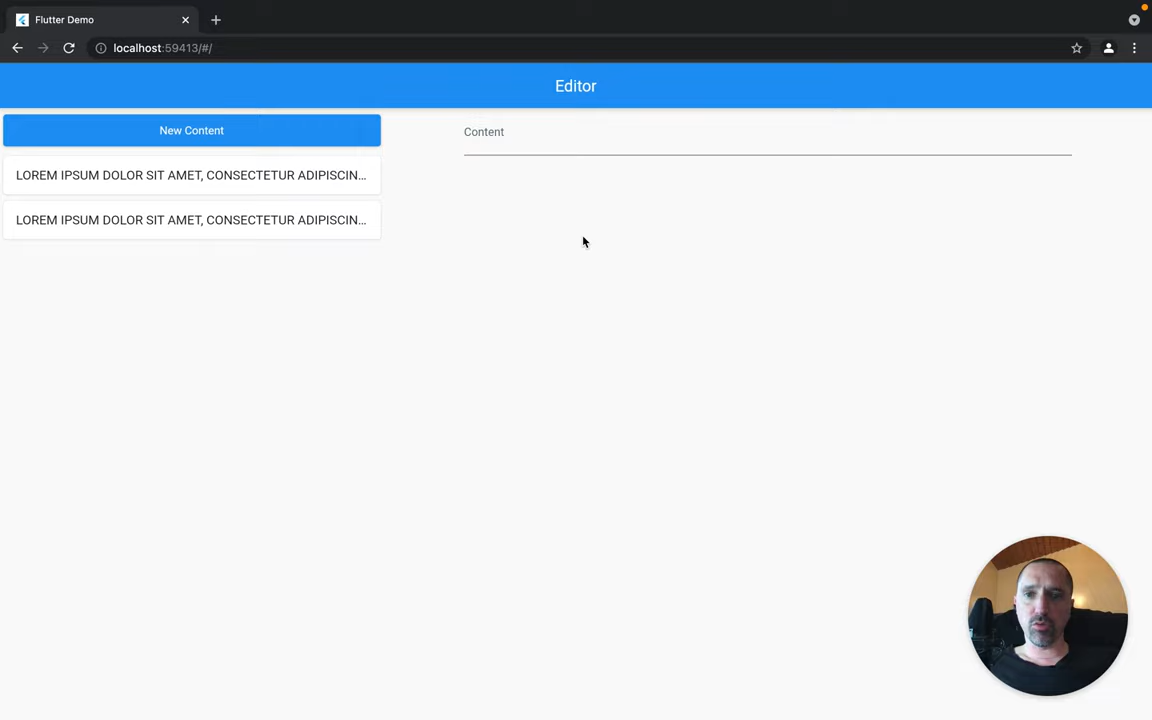 Flutter Demo
localhost:59413/#/
Editor
New Content
Content
LOREM IPSUM DOLOR SIT AMET, CONSECTETUR ADIPISCIN...
LOREM IPSUM DOLOR SIT AMET, CONSECTETUR ADIPISCIN...